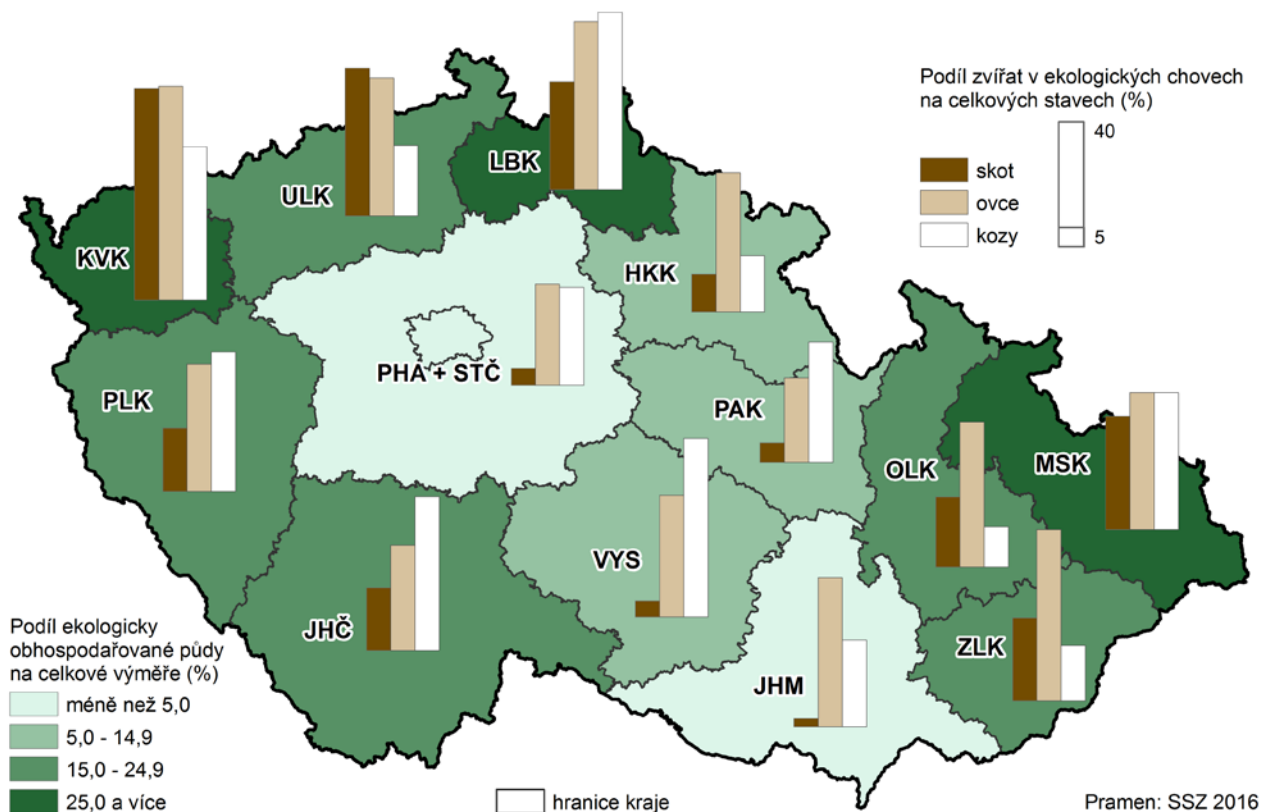 Podíl zvířat v ekologických chovech
na celkových stavech (%)
40
skot
ovce
kozy
5
LBK
ULK
KVK
HKK
PHA + STČ
PLK
PAK
OLK
MSK
VYS
JHČ
ZLK
JHM
Podíl ekologicky
obhospodařované půdy
na celkové výměře (%)
méně než 5,0
5,0 - 14,9
15,0 - 24,9
25,0 a více
hranice kraje
Pramen: SSZ 2016